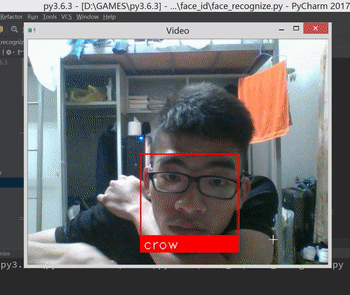 py3.6.3 - [D:\GAMES\py3.6.3] - ...\face_id\face_recognize.py - PyCharm 2017
Refactor Run Tools VCS Window Help
Video
crow